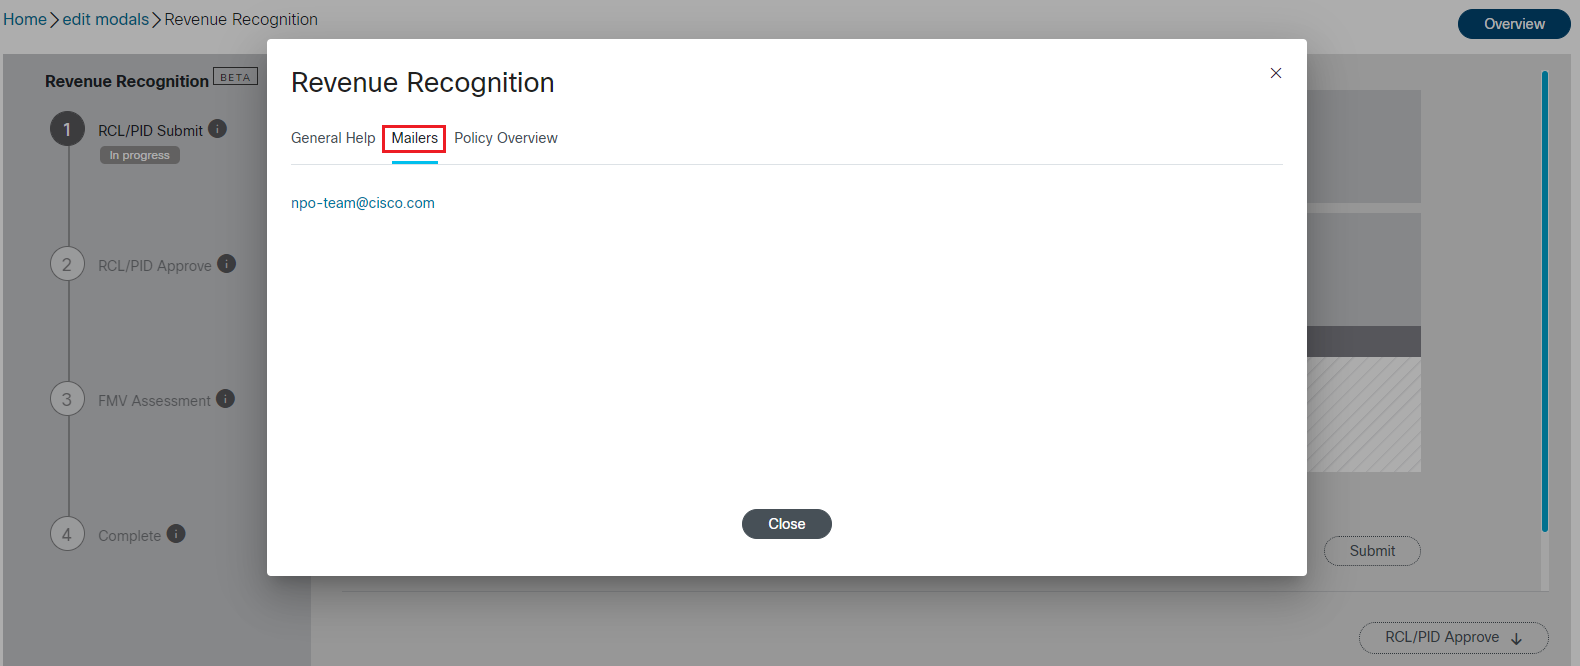 Home > edit modals > Revenue Recognition
Overview
Revenue Recognition BETA
1 RCL/PID Submit i
In progress
2 RCL/PID Approve i
3 FMV Assessment i
4 Complete i
Revenue Recognition
General Help Mailers Policy Overview
npo-team@cisco.com
Close
Submit
RCL/PID Approve ↓